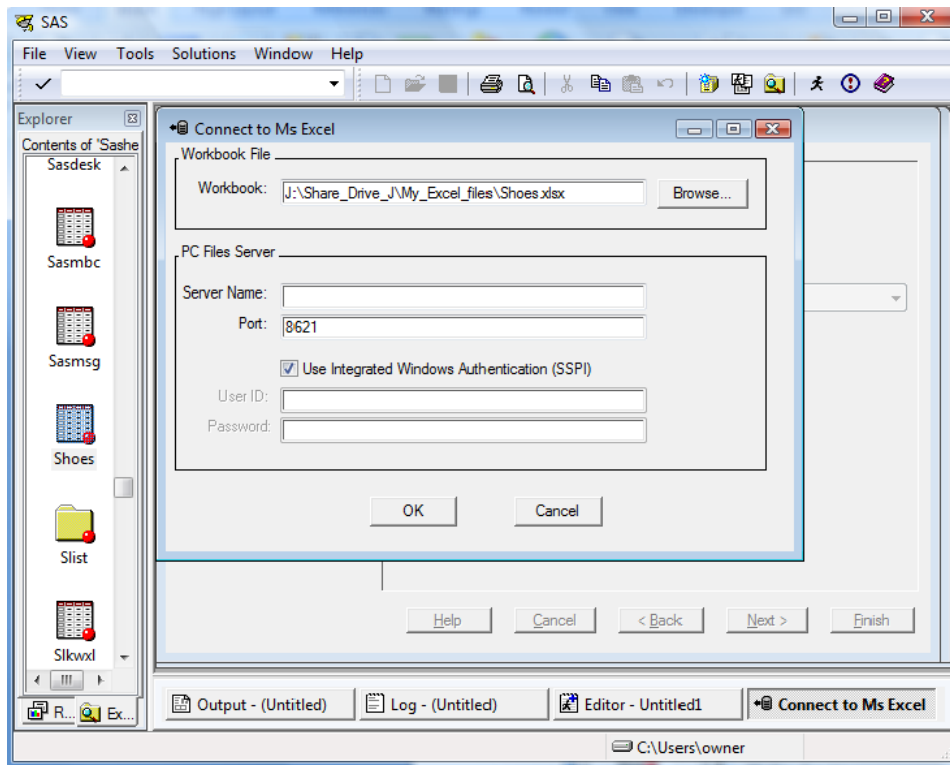 SAS
File View Tools Solutions Window Help
Explorer
Contents of 'Sashe
Sasdesk
Sasmbc
Sasmsg
Shoes
Slist
Slkwxl
R... Ex...
Connect to Ms Excel
Workbook File
Workbook: J:\Share_Drive_J\My_Excel_files\Shoes.xlsx Browse...
PC Files Server
Server Name:
Port: 8621
Use Integrated Windows Authentication (SSPI)
User ID:
Password:
OK Cancel
Help Cancel < Back Next > Finish
Output - (Untitled) Log - (Untitled) Editor - Untitled1 Connect to Ms Excel
C:\Users\owner